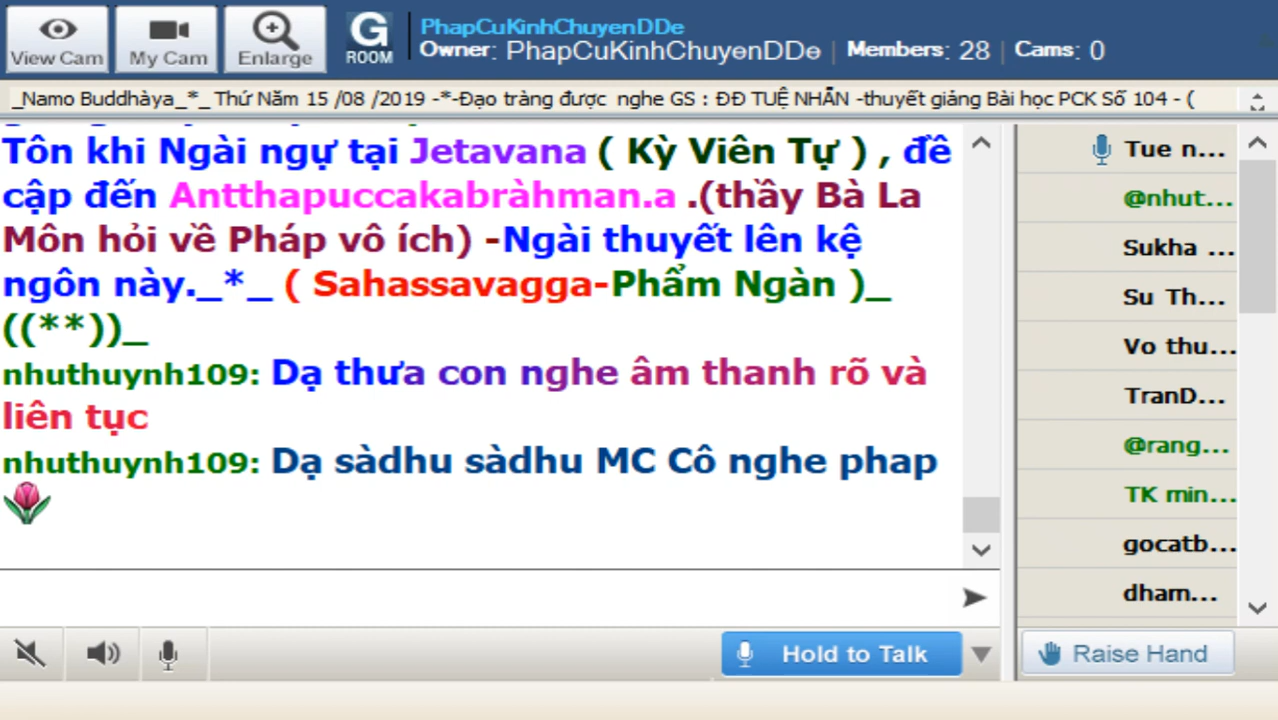 View Cam
My Cam
Enlarge
G
ROOM
PhapCuKinhChuyenDDe
Owner: PhapCuKinhChuyenDDe | Members: 28 | Cams: 0
_Namo Buddhàya_*_ Thứ Năm 15 /08 /2019 -*-Đạo tràng được nghe GS : ĐĐ TUỆ NHẪN -thuyết giảng Bài học PCK Số 104 - (
Tôn khi Ngài ngự tại Jetavana ( Kỳ Viên Tự ) , đề
cập đến Antthapuccakabràhman.a .(thầy Bà La
Môn hỏi về Pháp vô ích) -Ngài thuyết lên kệ
ngôn này._*_ ( Sahassavagga-Phẩm Ngàn )_
((**))_
nhuthuynh109: Dạ thưa con nghe âm thanh rõ và
liên tục
nhuthuynh109: Dạ sàdhu sàdhu MC Cô nghe phap
Tue n...
@nhut...
Sukha ...
Su Th...
Vo thu...
TranD...
@rang...
TK min...
gocatb...
dham...
Hold to Talk
Raise Hand